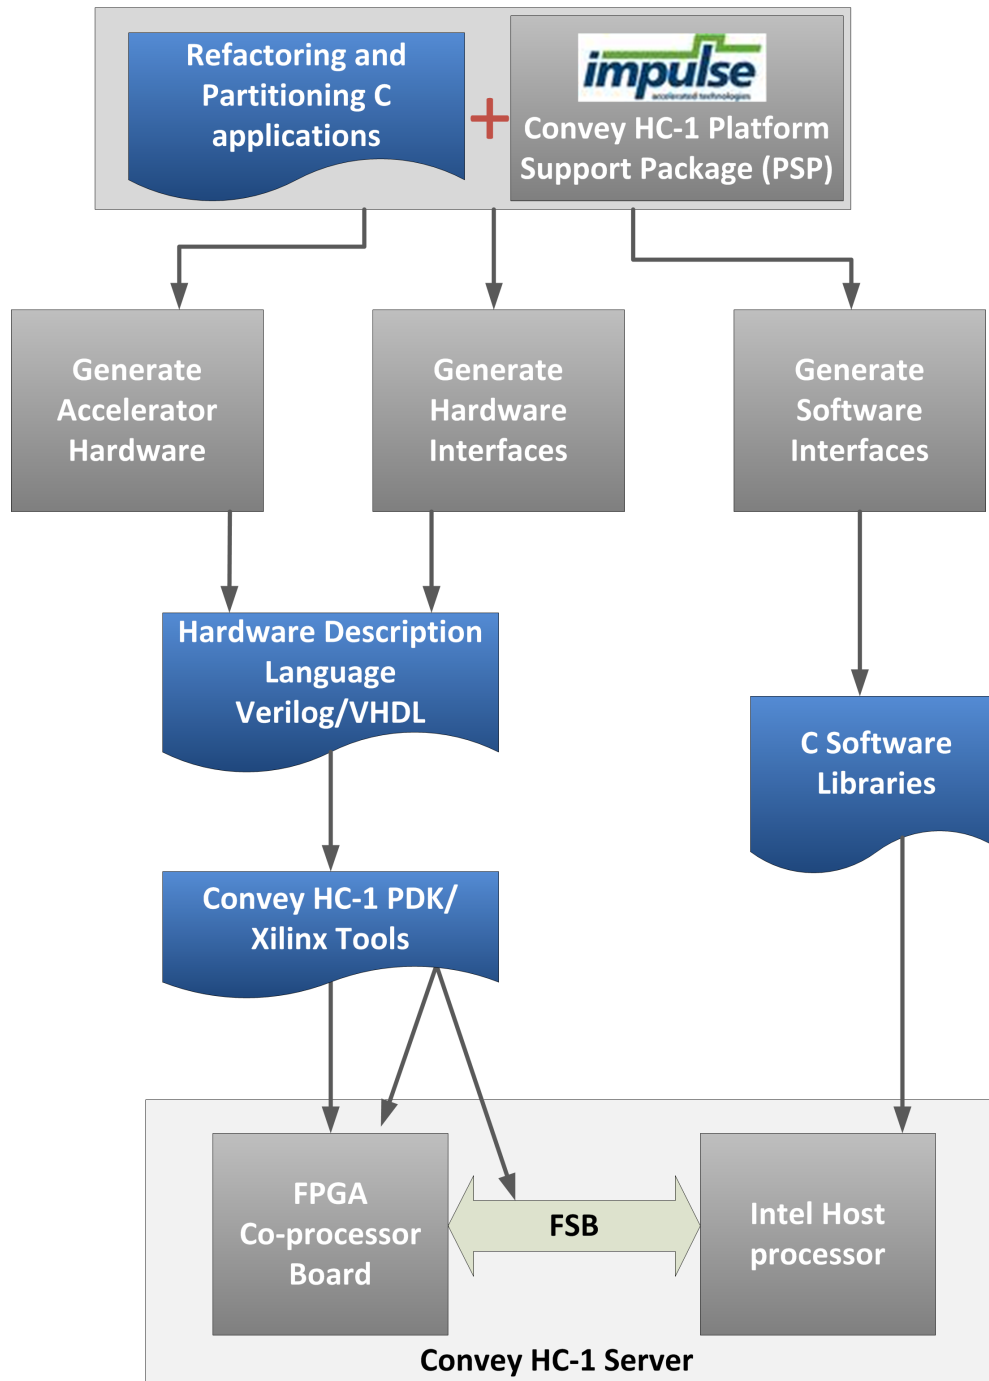 Refactoring and
Partitioning C
applications
+
impulse
accelerated technologies
Convey HC-1 Platform
Support Package (PSP)
Generate
Accelerator
Hardware
Generate
Hardware
Interfaces
Generate
Software
Interfaces
Hardware Description
Language
Verilog/VHDL
C Software
Libraries
Convey HC-1 PDK/
Xilinx Tools
FPGA
Co-processor
Board
FSB
Intel Host
processor
Convey HC-1 Server